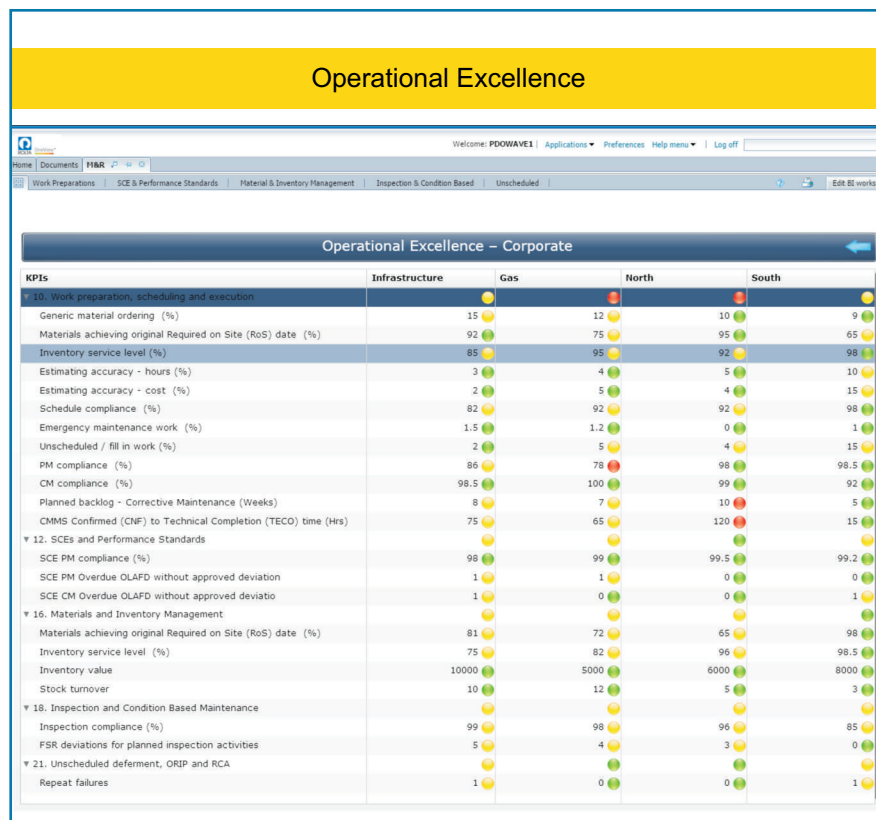 Operational Excellence
ROLTA OneView™
Welcome: PDOWAVE1 | Applications Preferences Help menu | Log off
Home Documents M&R
Work Preparations | SCE & Performance Standards | Material & Inventory Management | Inspection & Condition Based | Unscheduled | Edit BI works
Operational Excellence – Corporate
KPIs Infrastructure Gas North South
10. Work preparation, scheduling and execution
Generic material ordering (%) 15 12 10 9
Materials achieving original Required on Site (RoS) date (%) 92 75 95 65
Inventory service level (%) 85 95 92 98
Estimating accuracy - hours (%) 3 4 5 10
Estimating accuracy - cost (%) 2 5 4 15
Schedule compliance (%) 82 92 92 98
Emergency maintenance work (%) 1.5 1.2 0 1
Unscheduled / fill in work (%) 2 5 4 15
PM compliance (%) 86 78 98 98.5
CM compliance (%) 98.5 100 99 92
Planned backlog - Corrective Maintenance (Weeks) 8 7 10 5
CMMS Confirmed (CNF) to Technical Completion (TECO) time (Hrs) 75 65 120 15
12. SCEs and Performance Standards
SCE PM compliance (%) 98 99 99.5 99.2
SCE PM Overdue OLAFD without approved deviation 1 1 0 0
SCE CM Overdue OLAFD without approved deviatio 1 0 0 1
16. Materials and Inventory Management
Materials achieving original Required on Site (RoS) date (%) 81 72 65 98
Inventory service level (%) 75 82 96 98.5
Inventory value 10000 5000 6000 8000
Stock turnover 10 12 5 3
18. Inspection and Condition Based Maintenance
Inspection compliance (%) 99 98 96 85
FSR deviations for planned inspection activities 5 4 3 0
21. Unscheduled deferment, ORIP and RCA
Repeat failures 1 0 0 1